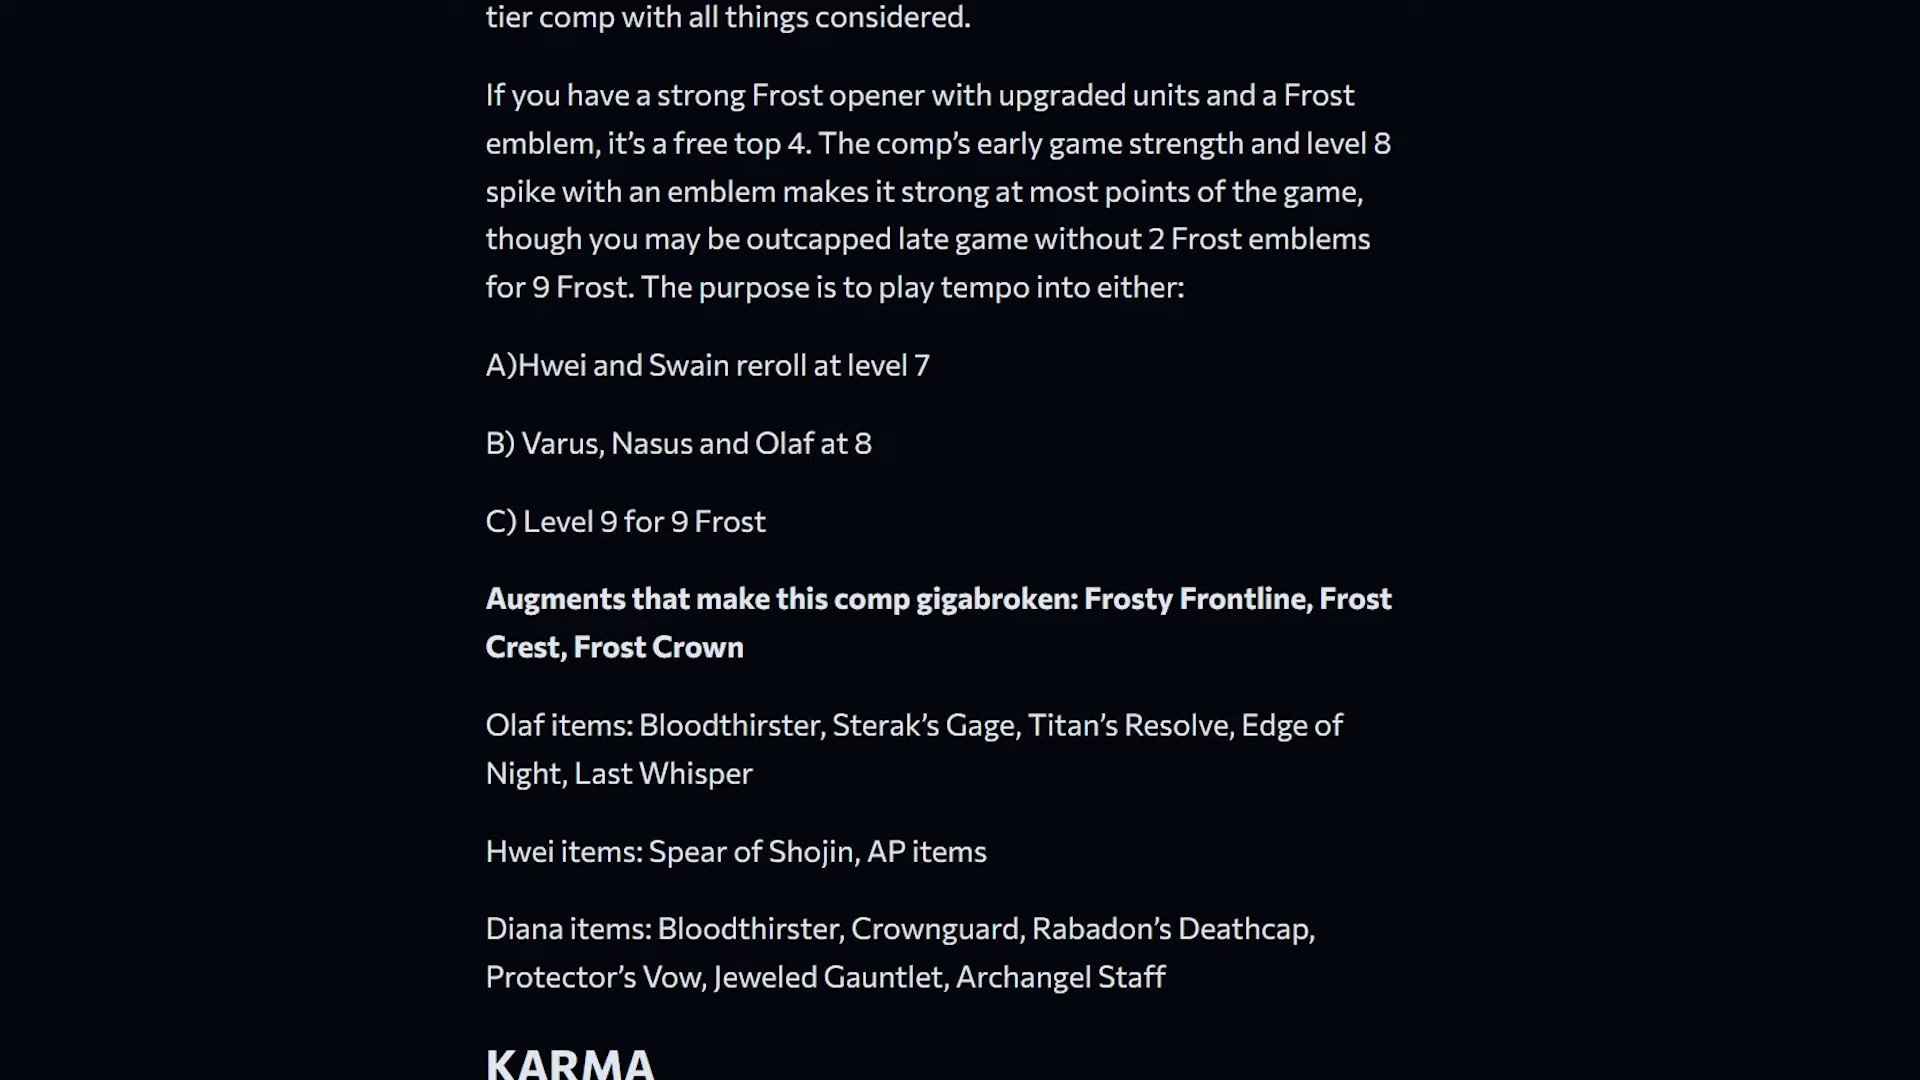 tier comp with all things considered.
If you have a strong Frost opener with upgraded units and a Frost
emblem, it’s a free top 4. The comp’s early game strength and level 8
spike with an emblem makes it strong at most points of the game,
though you may be outcapped late game without 2 Frost emblems
for 9 Frost. The purpose is to play tempo into either:
A)Hwei and Swain reroll at level 7
B) Varus, Nasus and Olaf at 8
C) Level 9 for 9 Frost
Augments that make this comp gigabroken: Frosty Frontline, Frost
Crest, Frost Crown
Olaf items: Bloodthirster, Sterak’s Gage, Titan’s Resolve, Edge of
Night, Last Whisper
Hwei items: Spear of Shojin, AP items
Diana items: Bloodthirster, Crownguard, Rabadon’s Deathcap,
Protector’s Vow, Jeweled Gauntlet, Archangel Staff
KARMA